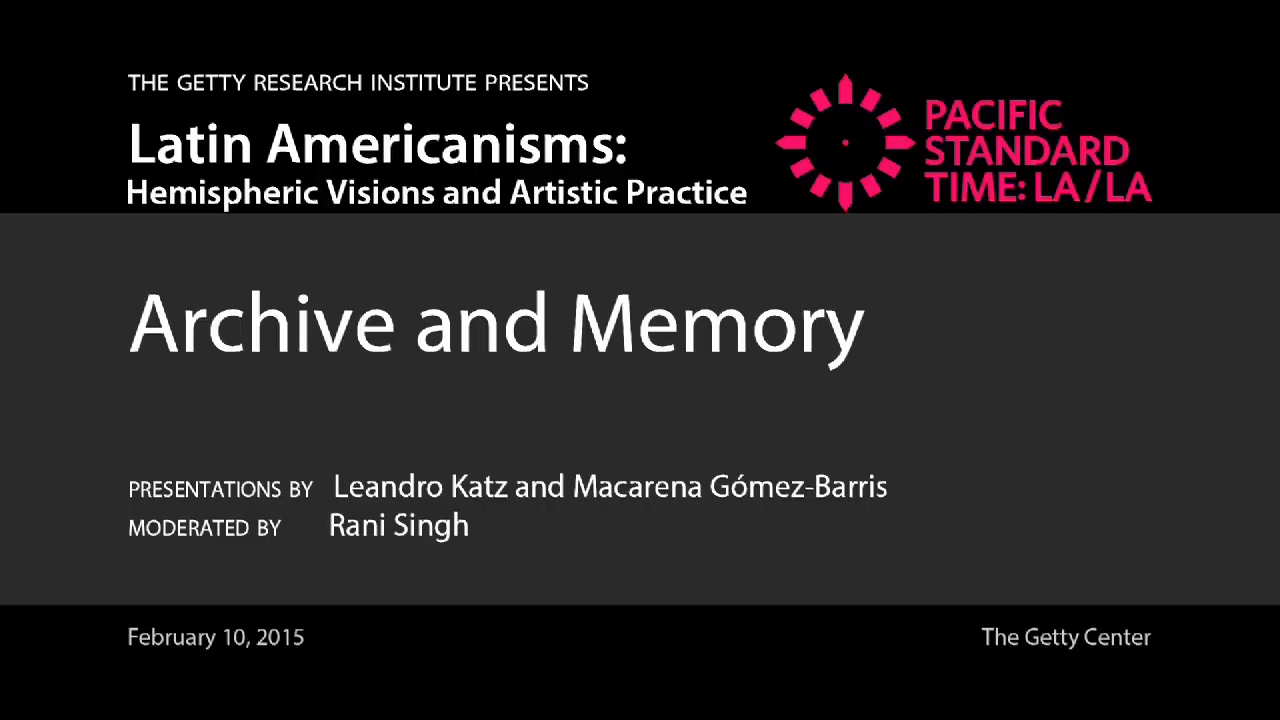 THE GETTY RESEARCH INSTITUTE PRESENTS
Latin Americanisms:
Hemispheric Visions and Artistic Practice
PACIFIC
STANDARD
TIME: LA/LA
Archive and Memory
PRESENTATIONS BY Leandro Katz and Macarena Gómez-Barris
MODERATED BY Rani Singh
February 10, 2015
The Getty Center